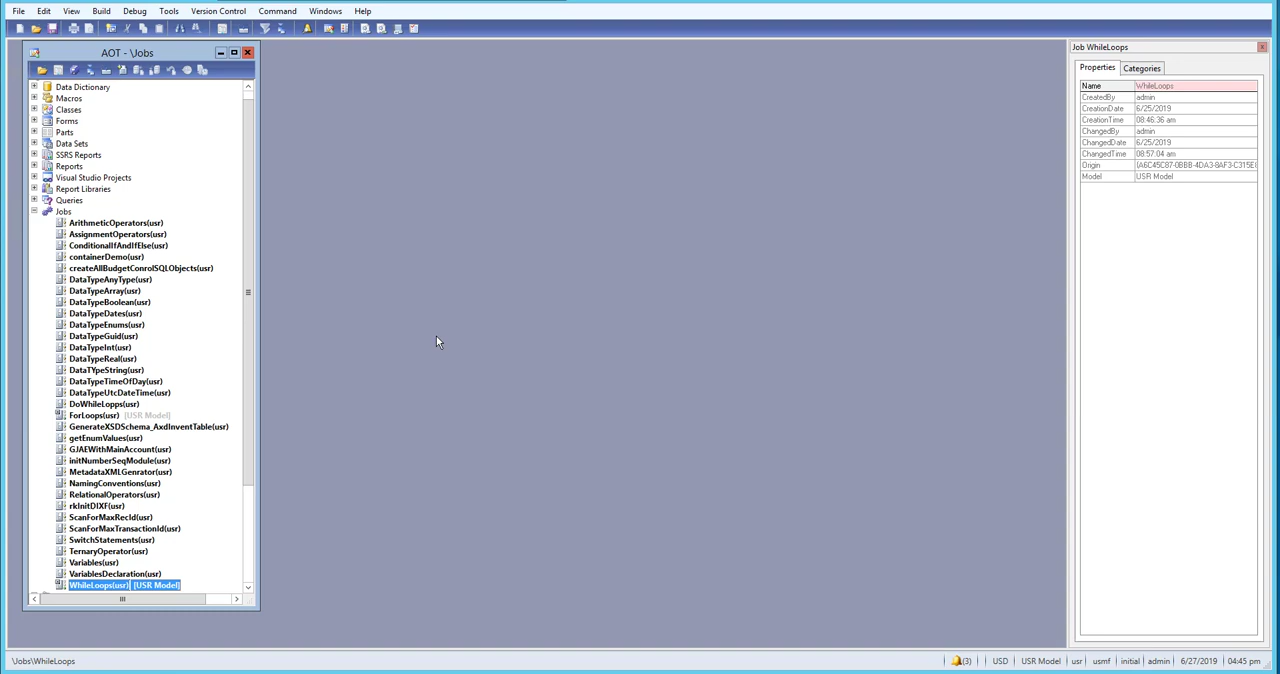 File Edit View Build Debug Tools Version Control Command Windows Help
AOT - \Jobs
Data Dictionary
Macros
Classes
Forms
Parts
Data Sets
SSRS Reports
Reports
Visual Studio Projects
Report Libraries
Queries
Jobs
ArithmeticOperators(usr)
AssignmentOperators(usr)
ConditionalIfAndIfElse(usr)
containerDemo(usr)
createAllBudgetConrolSQLObjects(usr)
DataTypeAnyType(usr)
DataTypeArray(usr)
DataTypeBoolean(usr)
DataTypeDates(usr)
DataTypeEnums(usr)
DataTypeGuid(usr)
DataTypeInt(usr)
DataTypeReal(usr)
DataTYpeString(usr)
DataTypeTimeOfDay(usr)
DataTypeUtcDateTime(usr)
DoWhileLopps(usr)
ForLoops(usr) [USR Model]
GenerateXSDSchema_AxdInventTable(usr)
getEnumValues(usr)
GJAEWithMainAccount(usr)
initNumberSeqModule(usr)
MetadataXMLGenrator(usr)
NamingConventions(usr)
RelationalOperators(usr)
rkInitDIXF(usr)
ScanForMaxRecId(usr)
ScanForMaxTransactionId(usr)
SwitchStatements(usr)
TernaryOperator(usr)
Variables(usr)
VariablesDeclaration(usr)
WhileLoops(usr) [USR Model]
Job WhileLoops
Properties Categories
Name WhileLoops
CreatedBy admin
CreationDate 6/25/2019
CreationTime 08:46:36 am
ChangedBy admin
ChangedDate 6/25/2019
ChangedTime 08:57:04 am
Origin {A6C45C87-0BBB-4DA3-8AF3-C315E
Model USR Model
\Jobs\WhileLoops (3) USD USR Model usr usmf initial admin 6/27/2019 04:45 pm